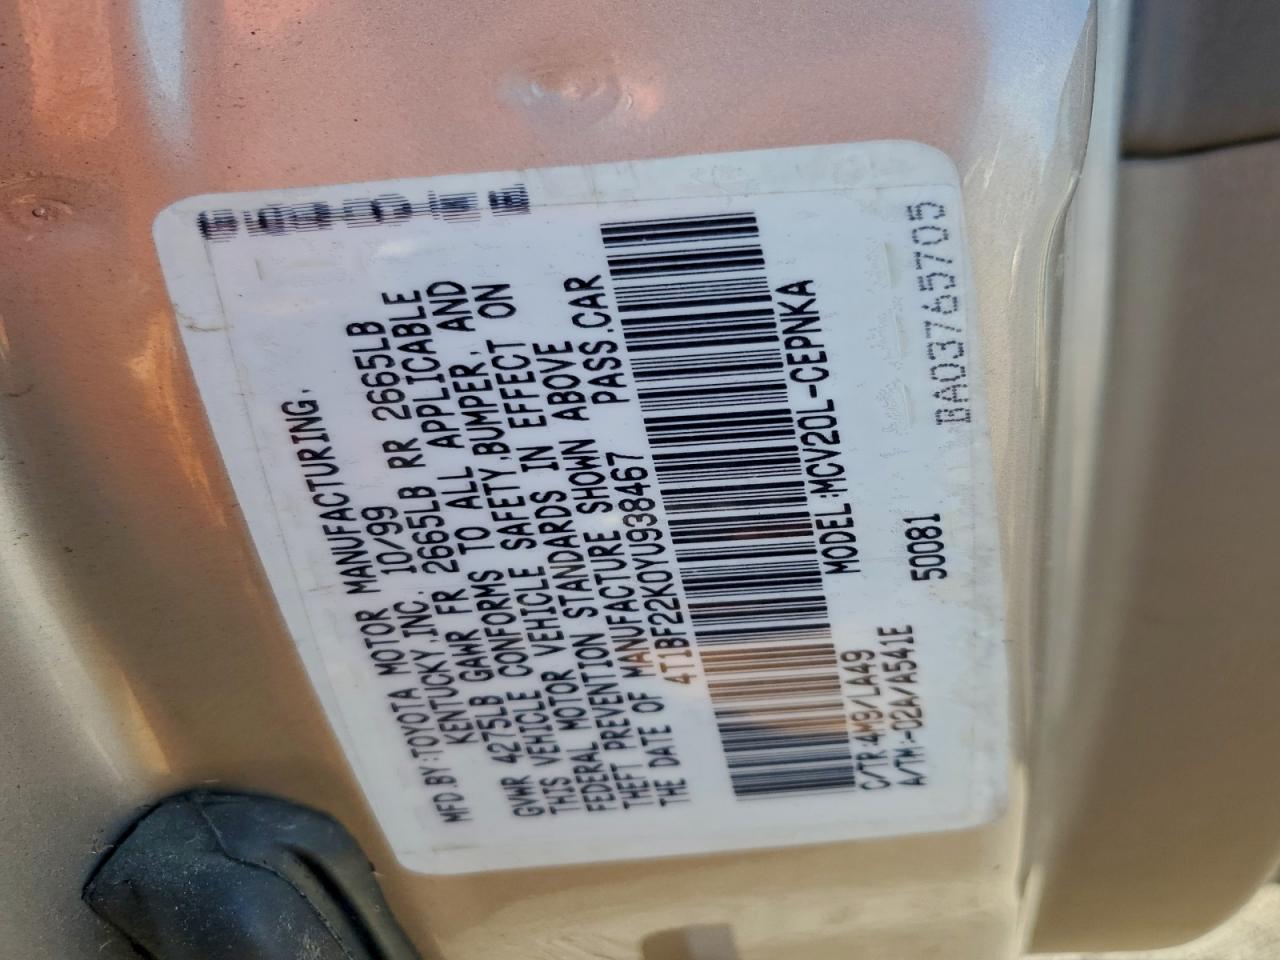 MFD.BY:TOYOTA MOTOR MANUFACTURING,
KENTUCKY,INC. 10/99
GVWR 4275LB GAWR FR 2665LB RR 2665LB
THIS VEHICLE CONFORMS TO ALL APPLICABLE
FEDERAL MOTOR VEHICLE SAFETY,BUMPER, AND
THEFT PREVENTION STANDARDS IN EFFECT ON
THE DATE OF MANUFACTURE SHOWN ABOVE
4T1BF22K0YU938467 PASS.CAR
MODEL:MCV20L-CEPNKA
C/TR:4M9/LA49
A/TM:-02A/A541E 50081
BA03765705